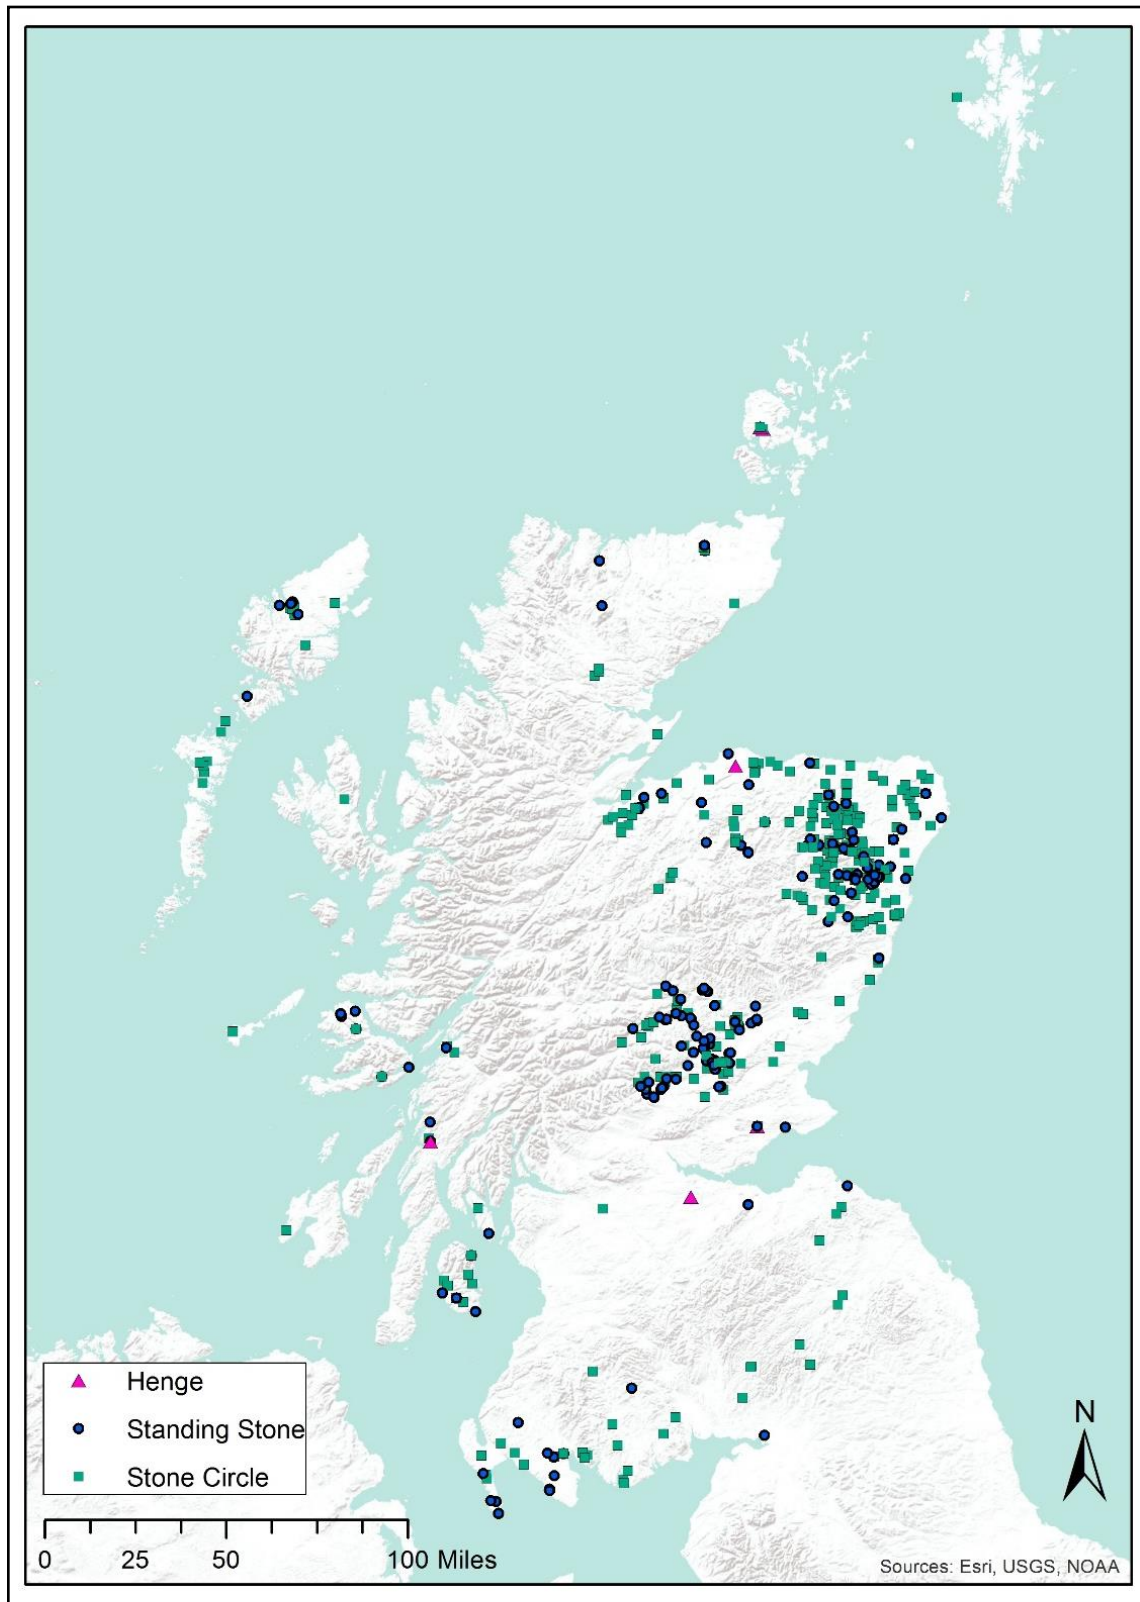 Henge
Standing Stone
Stone Circle
N
0 25 50 100 Miles
Sources: Esri, USGS, NOAA